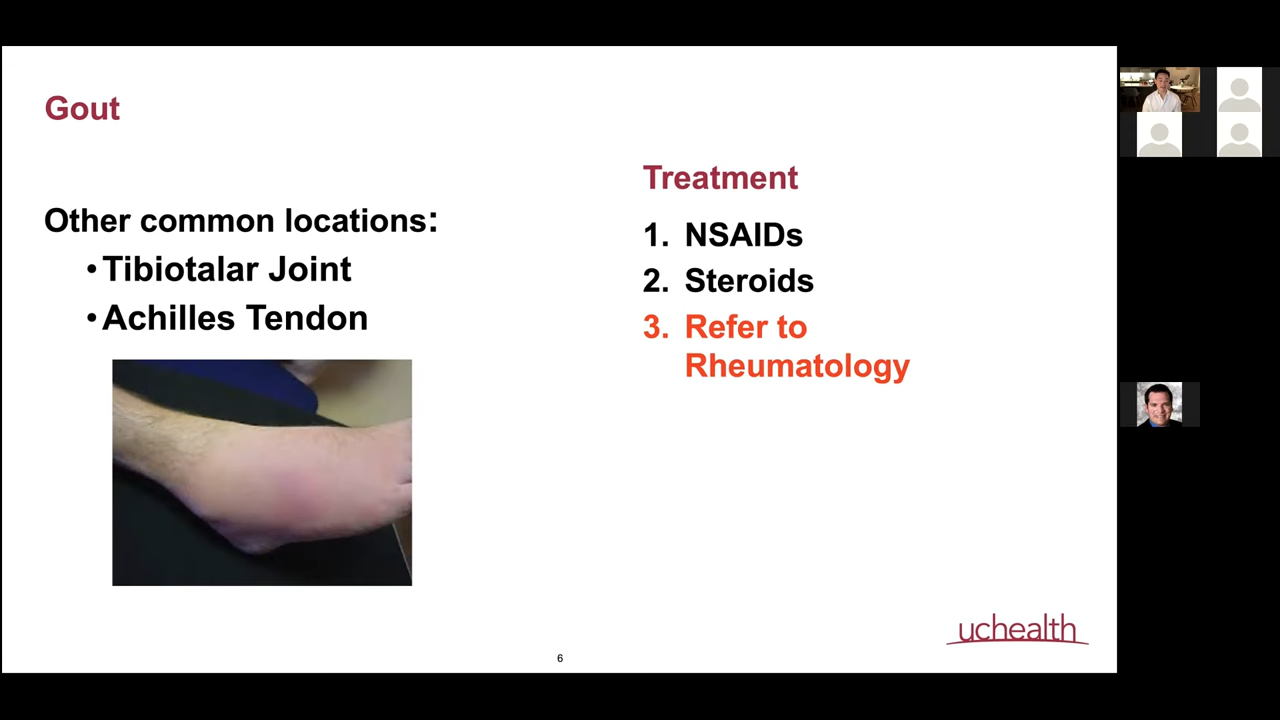 Gout
Other common locations:
• Tibiotalar Joint
• Achilles Tendon
Treatment
1. NSAIDs
2. Steroids
3. Refer to
Rheumatology
uchealth
6